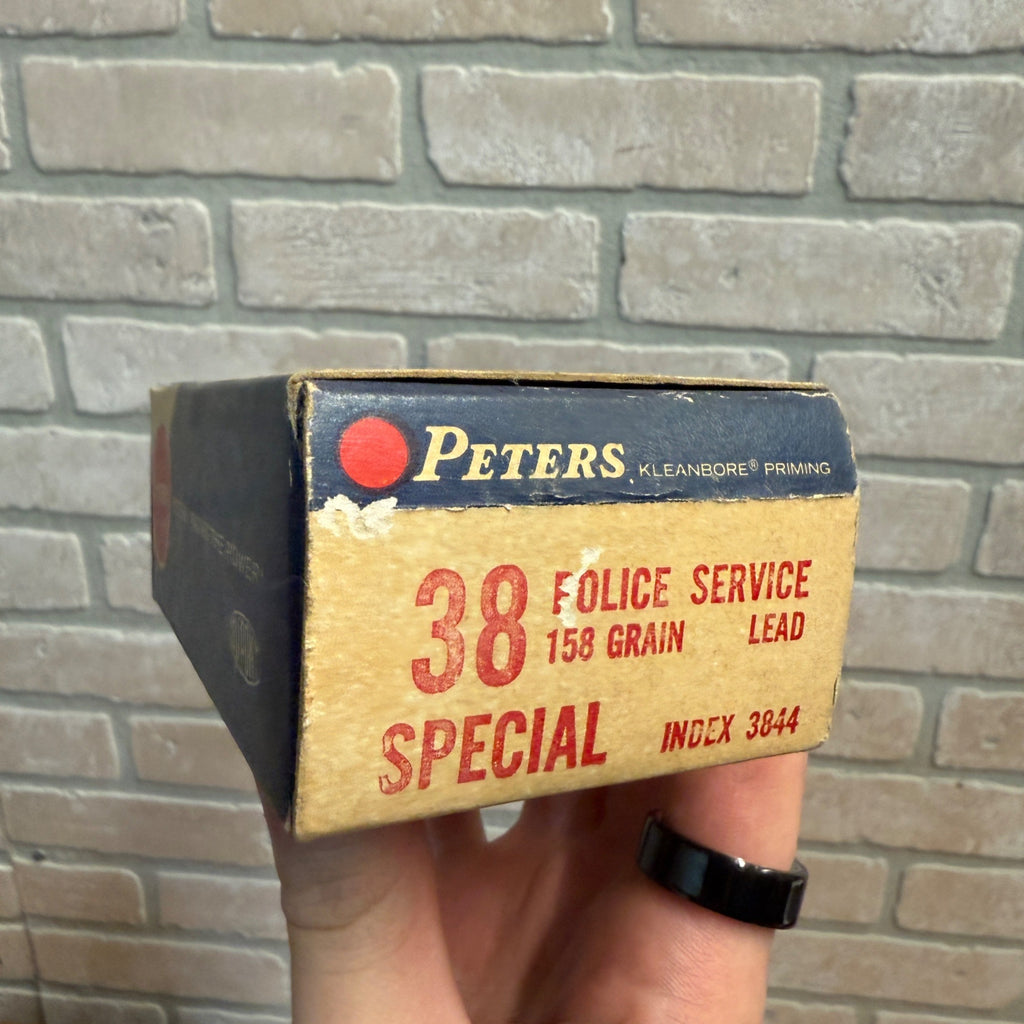 PETERS KLEANBORE® PRIMING
38 POLICE SERVICE
158 GRAIN LEAD
SPECIAL INDEX 3844